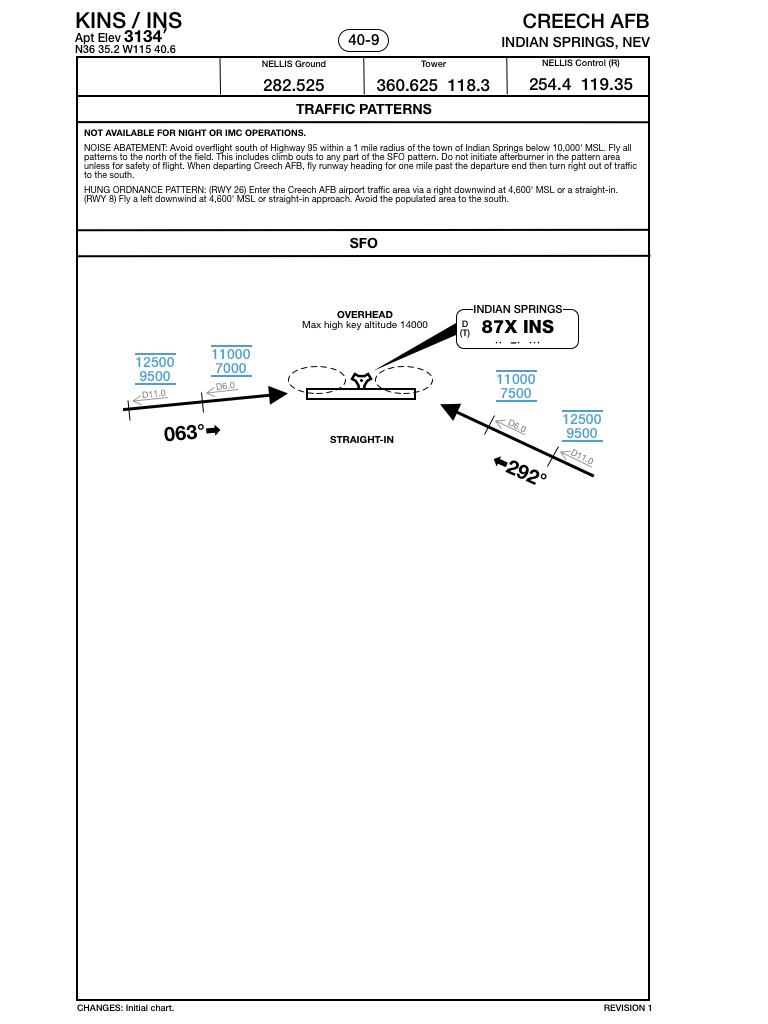 KINS / INS
Apt Elev 3134'
N36 35.2 W115 40.6
40-9
CREECH AFB
INDIAN SPRINGS, NEV
NELLIS Ground
282.525
Tower
360.625 118.3
NELLIS Control (R)
254.4 119.35
TRAFFIC PATTERNS
NOT AVAILABLE FOR NIGHT OR IMC OPERATIONS.
NOISE ABATEMENT: Avoid overflight south of Highway 95 within a 1 mile radius of the town of Indian Springs below 10,000' MSL. Fly all
patterns to the north of the field. This includes climb outs to any part of the SFO pattern. Do not initiate afterburner in the pattern area
unless for safety of flight. When departing Creech AFB, fly runway heading for one mile past the departure end then turn right out of traffic
to the south.
HUNG ORDNANCE PATTERN: (RWY 26) Enter the Creech AFB airport traffic area via a right downwind at 4,600' MSL or a straight-in.
(RWY 8) Fly a left downwind at 4,600' MSL or straight-in approach. Avoid the populated area to the south.
SFO
OVERHEAD
Max high key altitude 14000
INDIAN SPRINGS
D
(T)
87X INS
12500
9500
D11.0
11000
7000
D6.0
063°
STRAIGHT-IN
11000
7500
D6.0
12500
9500
D11.0
292°
CHANGES: Initial chart.
REVISION 1